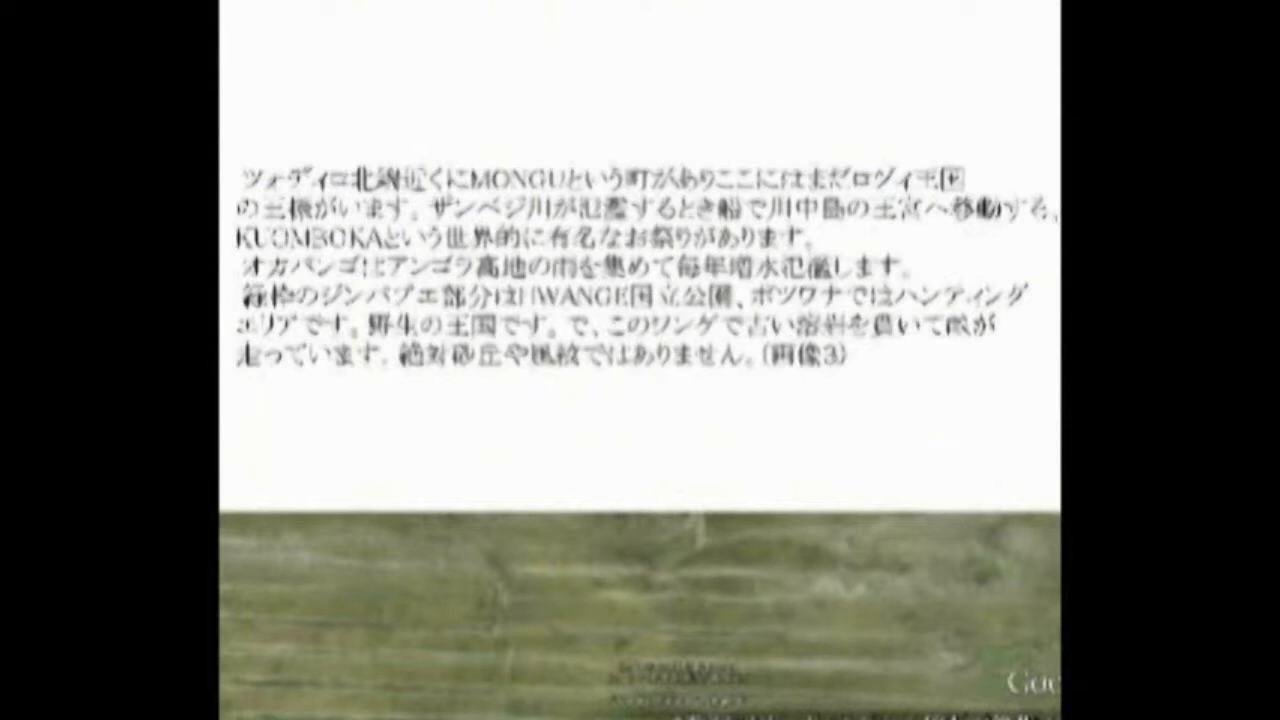 ツォディロ北端近くにMONGUという町がありここにはまだロヅィ王国
の王様がいます。ザンベジ川が氾濫するとき船で川中島の王宮へ移動する、
KUOMBOKAという世界的に有名なお祭りがあります。
オカバンゴはアンゴラ高地の雨を集めて毎年増水氾濫します。
のジンバブエ部分はHWANGE国立公園、ボツワナではハンティング
エリアです。野生の王国です。で、このワンゲで古い溶岩を貫いて
走っています。絶対砂丘や風紋ではありません。(画像3)